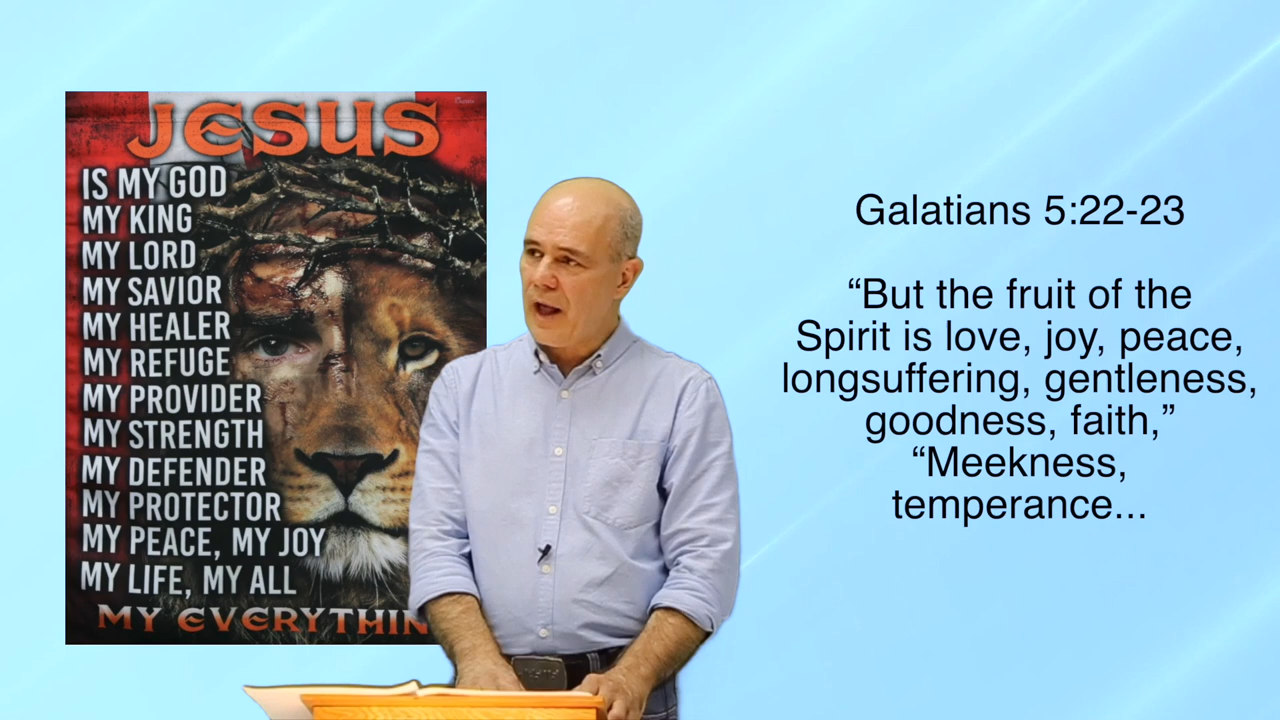 JESUS
IS MY GOD
MY KING
MY LORD
MY SAVIOR
MY HEALER
MY REFUGE
MY PROVIDER
MY STRENGTH
MY DEFENDER
MY PROTECTOR
MY PEACE, MY JOY
MY LIFE, MY ALL
MY EVERYTHIN
Galatians 5:22-23
“But the fruit of the
Spirit is love, joy, peace,
longsuffering, gentleness,
goodness, faith,”
“Meekness,
temperance...